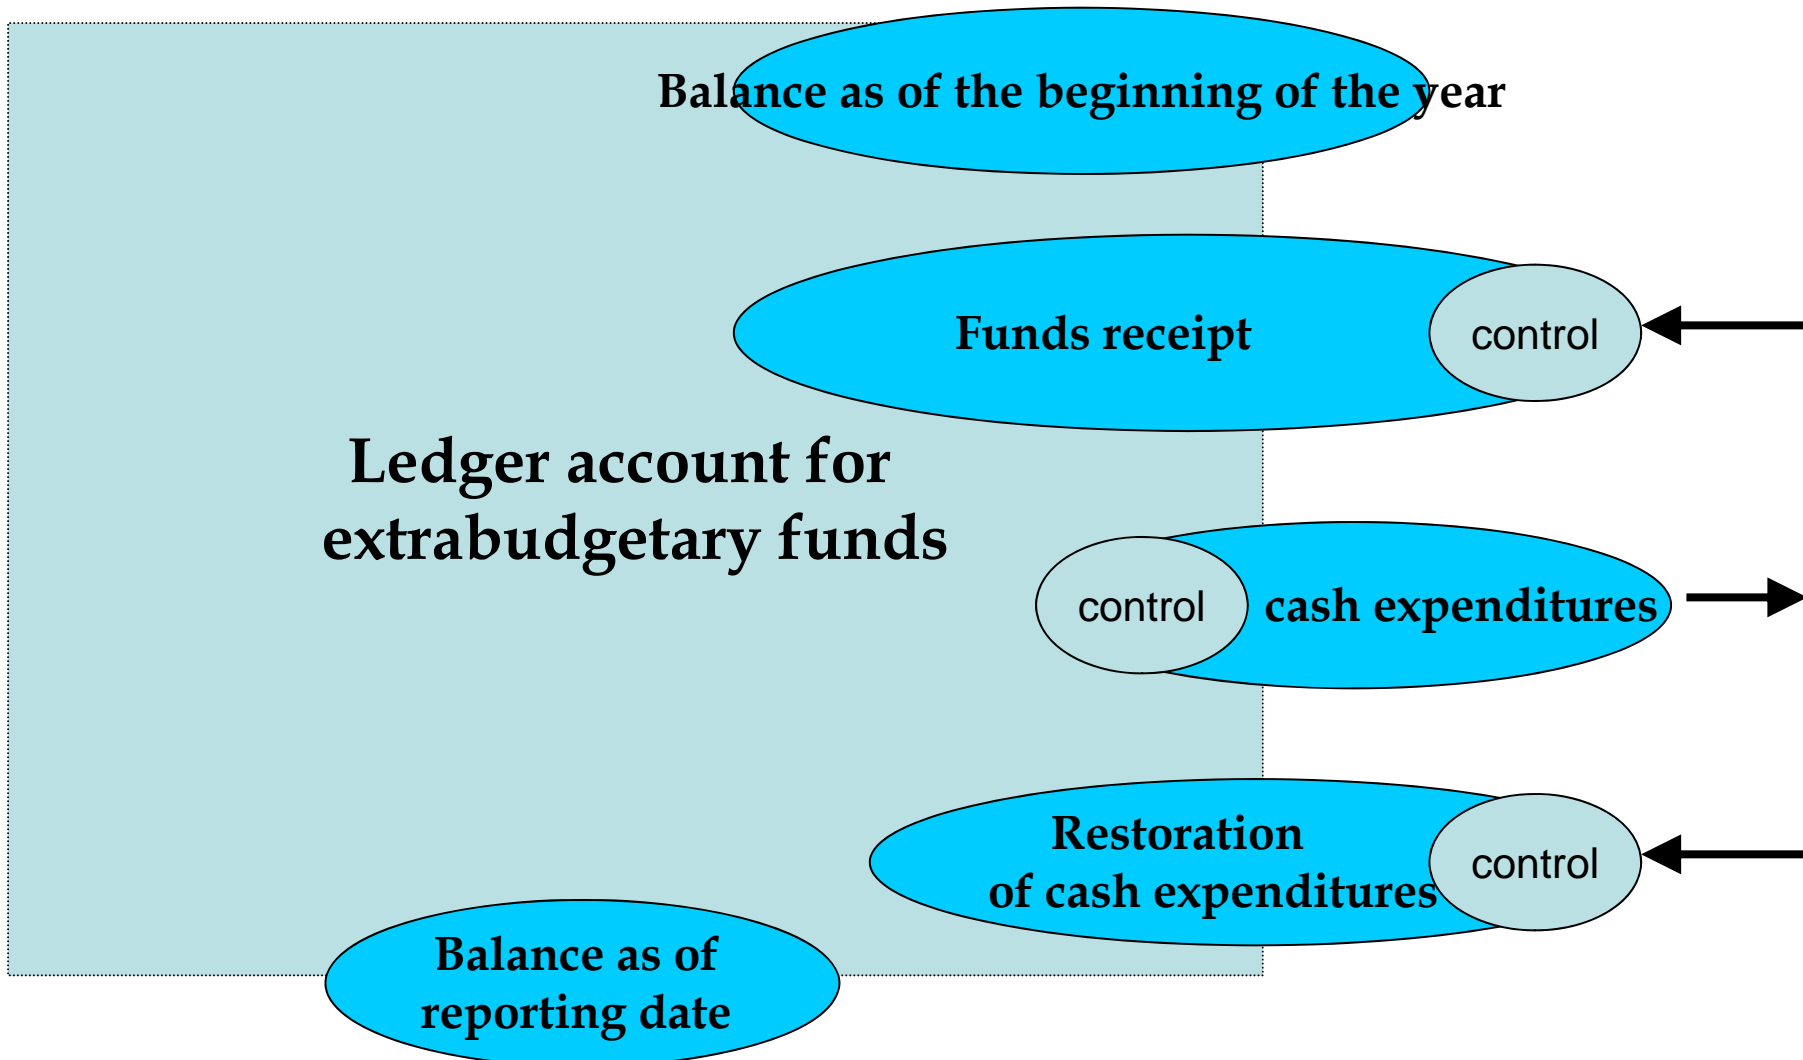 Balance as of the beginning of the year
Funds receipt
control
Ledger account for
extrabudgetary funds
control
cash expenditures
Restoration
of cash expenditures
control
Balance as of
reporting date